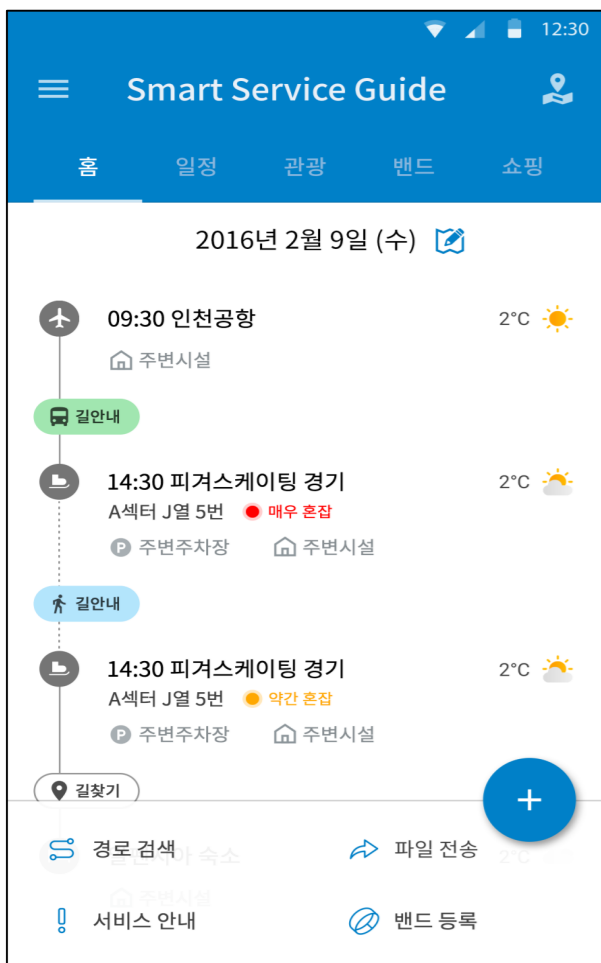 12:30
Smart Service Guide
홈 일정 관광 밴드 쇼핑
2016년 2월 9일 (수)
09:30 인천공항 2°C
주변시설
길안내
14:30 피겨스케이팅 경기 2°C
A섹터 J열 5번 매우 혼잡
P 주변주차장 주변시설
길안내
14:30 피겨스케이팅 경기 2°C
A섹터 J열 5번 약간 혼잡
P 주변주차장 주변시설
길찾기
경로 검색 파일 전송
숙소 2°C
주변시설
서비스 안내 밴드 등록